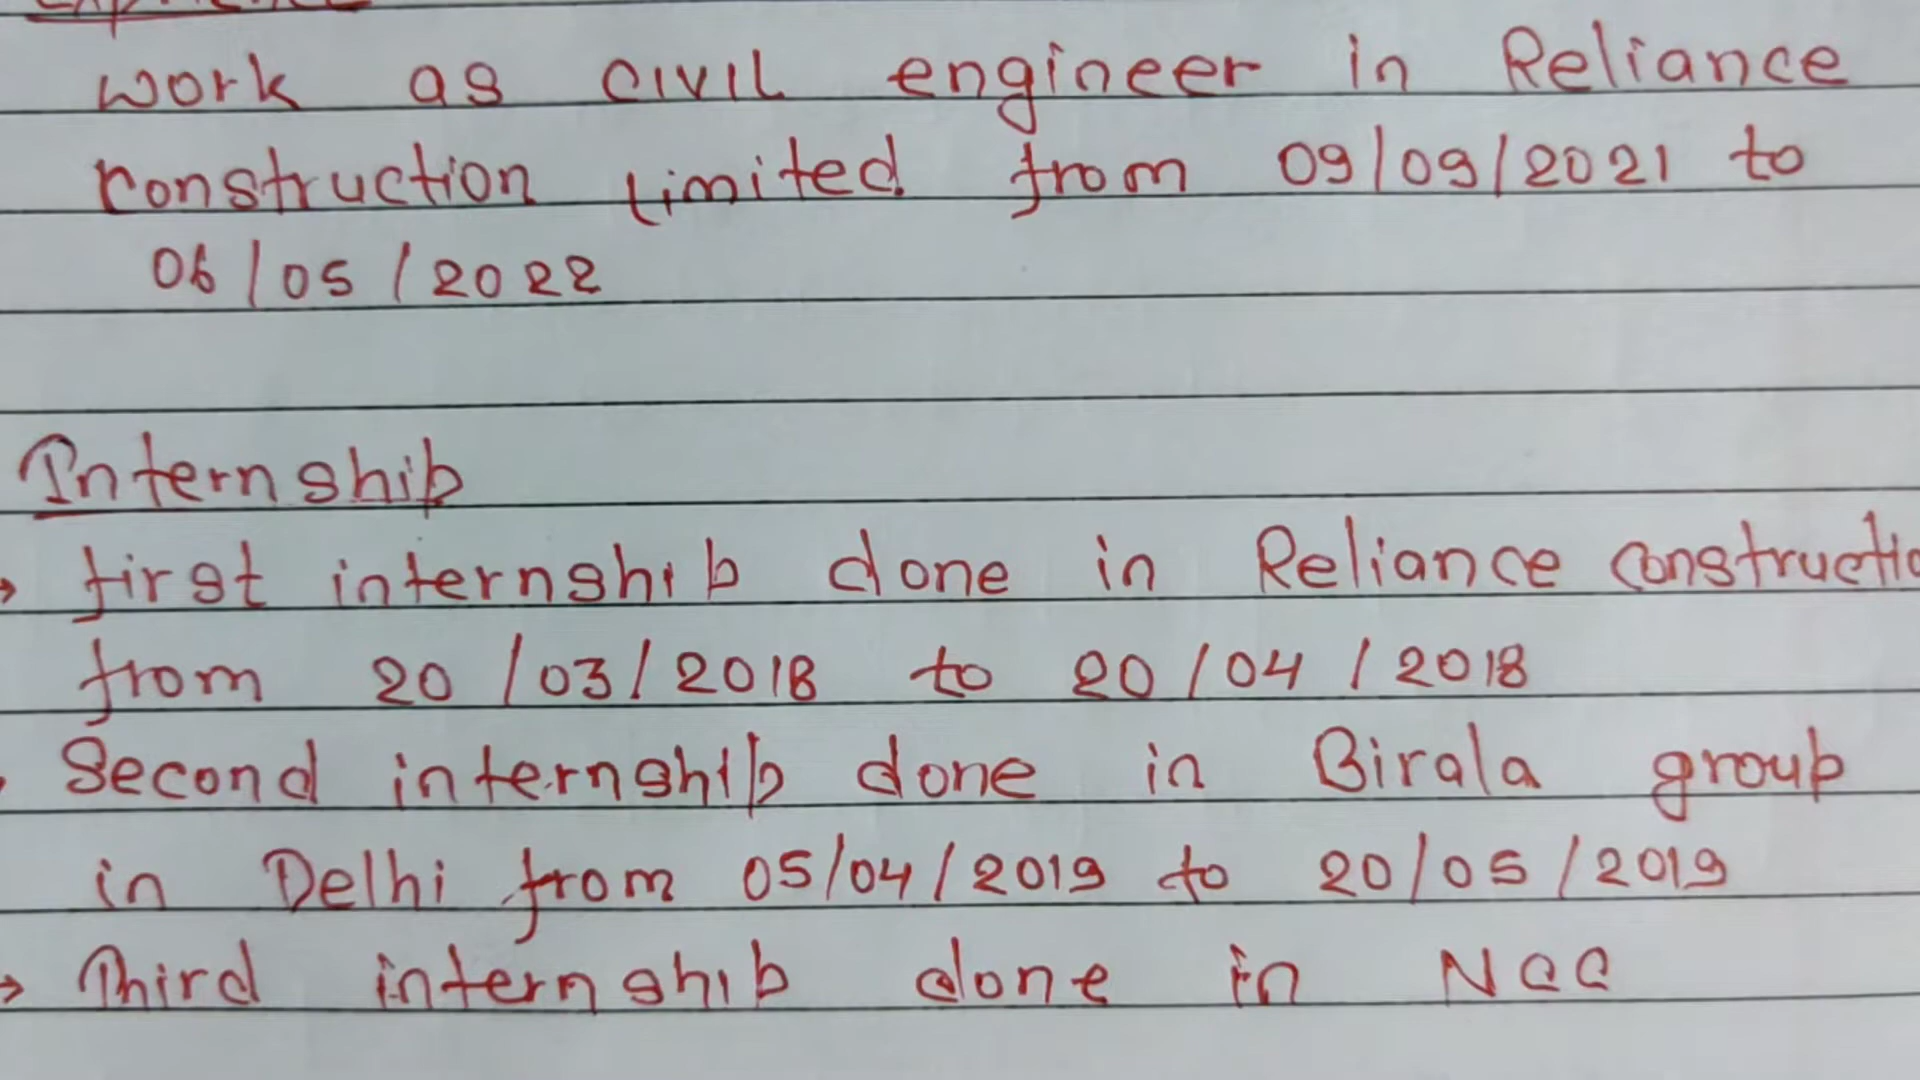 Experience
work as civil engineer in Reliance
construction Limited from 09/09/2021 to
06/05/2022
Internship
first internship done in Reliance constructio
from 20/03/2018 to 20/04/2018
Second internship done in Birala group
in Delhi from 05/04/2019 to 20/05/2019
Third internship done in NCC